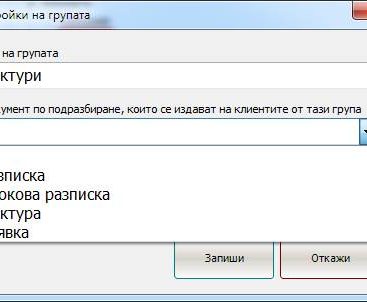 ройки на групата
на групата
ктури
умент по подразбиране, които се издават на клиентите от тази група
зписка
окова разписка
ктура
явка
Запиши
Откажи